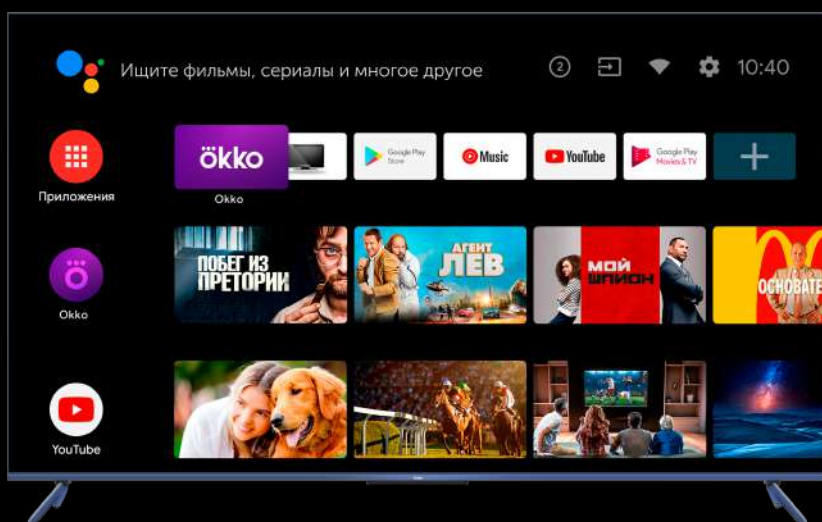 Ищите фильмы, сериалы и многое другое
2
10:40
Приложения
ökko
Google Play
Store
Music
YouTube
Google Play
Movies & TV
Okko
ПОБЕГ ИЗ
ПРЕТОРИИ
АГЕНТ
ЛЕВ
МОЙ
ШПИОН
ОСНОВАТЕ
ö
Okko
YouTube